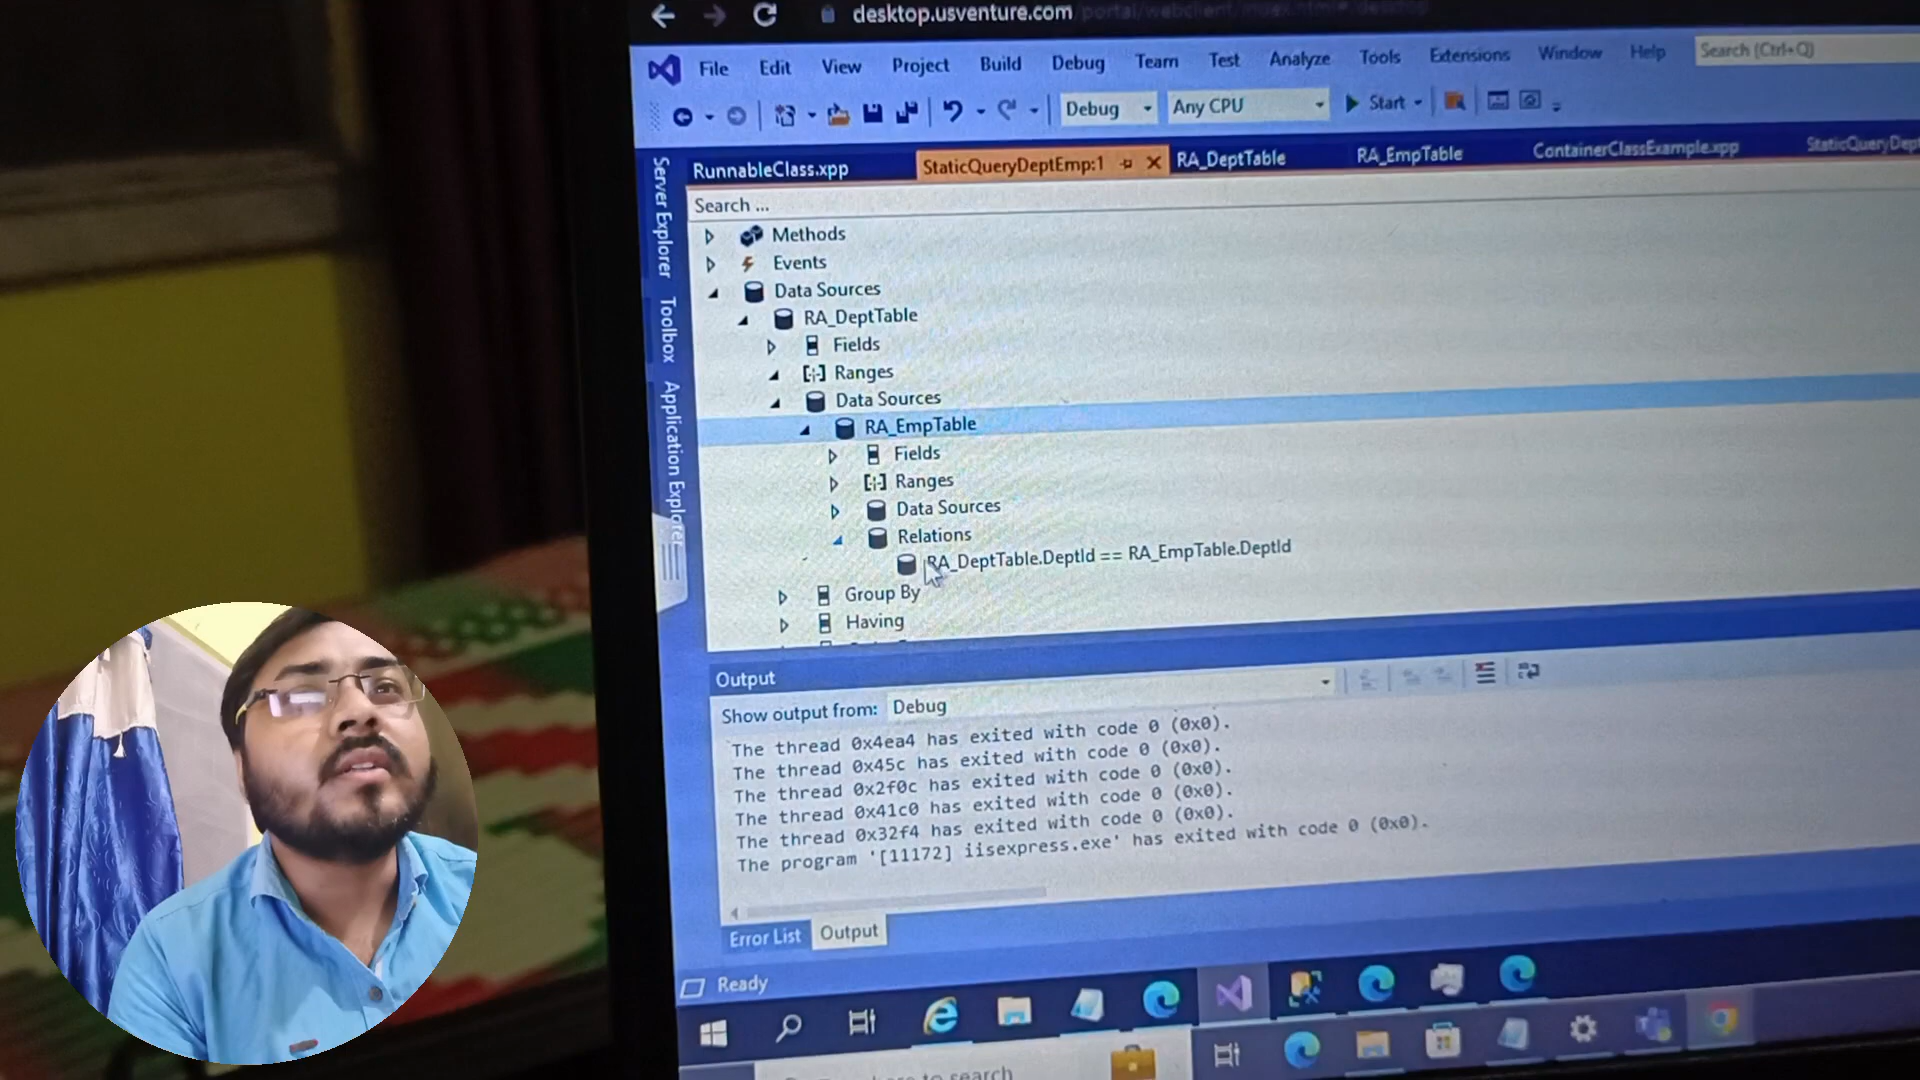 desktop.usventure.com
File Edit View Project Build Debug Team Test Analyze Tools Extensions Window Help Search (Ctrl+Q)
Debug Any CPU Start
RunnableClass.xpp StaticQueryDeptEmp:1 RA_DeptTable RA_EmpTable ContainerClassExample.xpp StaticQueryDept
Server Explorer
Toolbox
Application Explorer
Search ...
Methods
Events
Data Sources
RA_DeptTable
Fields
Ranges
Data Sources
RA_EmpTable
Fields
Ranges
Data Sources
Relations
RA_DeptTable.DeptId == RA_EmpTable.DeptId
Group By
Having
Output
Show output from: Debug
The thread 0x4ea4 has exited with code 0 (0x0).
The thread 0x45c has exited with code 0 (0x0).
The thread 0x2f0c has exited with code 0 (0x0).
The thread 0x41c0 has exited with code 0 (0x0).
The thread 0x32f4 has exited with code 0 (0x0).
The program '[11172] iisexpress.exe' has exited with code 0 (0x0).
Error List Output
Ready
to search